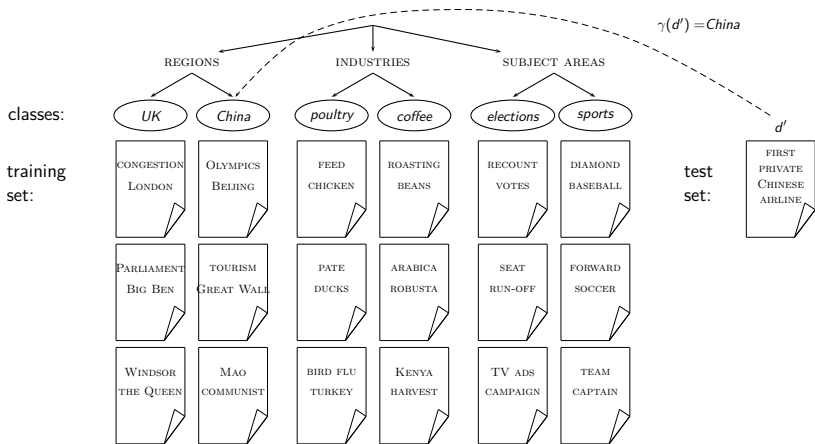 γ(d′) =China
REGIONS INDUSTRIES SUBJECT AREAS
classes: UK China poultry coffee elections sports
d′
training
set:
CONGESTION
LONDON
OLYMPICS
BEIJING
FEED
CHICKEN
ROASTING
BEANS
RECOUNT
VOTES
DIAMOND
BASEBALL
test
set:
FIRST
PRIVATE
CHINESE
AIRLINE
PARLIAMENT
BIG BEN
TOURISM
GREAT WALL
PATE
DUCKS
ARABICA
ROBUSTA
SEAT
RUN-OFF
FORWARD
SOCCER
WINDSOR
THE QUEEN
MAO
COMMUNIST
BIRD FLU
TURKEY
KENYA
HARVEST
TV ADS
CAMPAIGN
TEAM
CAPTAIN